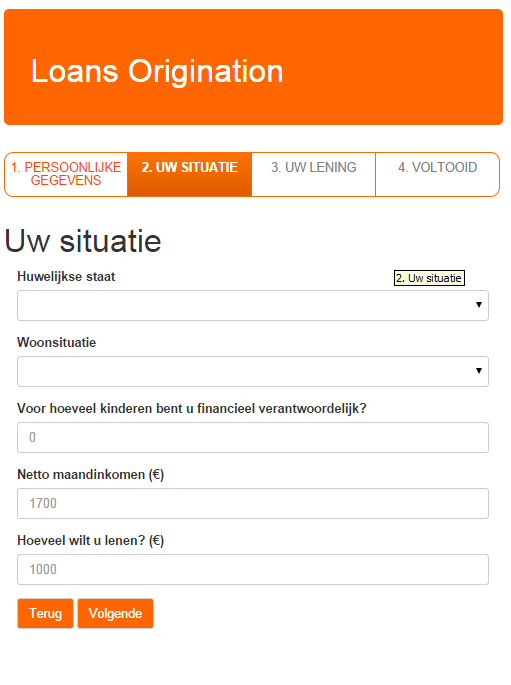 Loans Origination
1. PERSOONLIJKE
GEGEVENS
2. UW SITUATIE
3. UW LENING
4. VOLTOOID
Uw situatie
Huwelijkse staat
2. Uw situatie
Woonsituatie
Voor hoeveel kinderen bent u financieel verantwoordelijk?
0
Netto maandinkomen (€)
1700
Hoeveel wilt u lenen? (€)
1000
Terug
Volgende